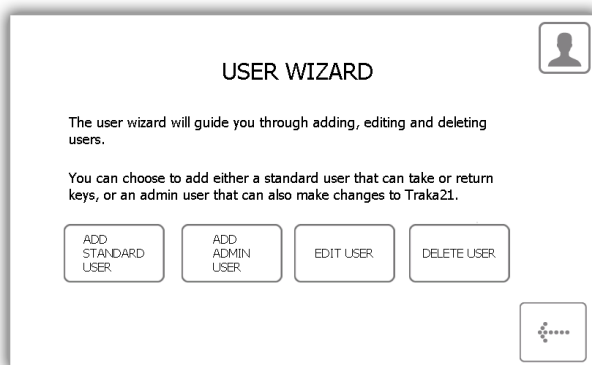 USER WIZARD
The user wizard will guide you through adding, editing and deleting
users.
You can choose to add either a standard user that can take or return
keys, or an admin user that can also make changes to Traka21.
ADD
STANDARD
USER
ADD
ADMIN
USER
EDIT USER
DELETE USER